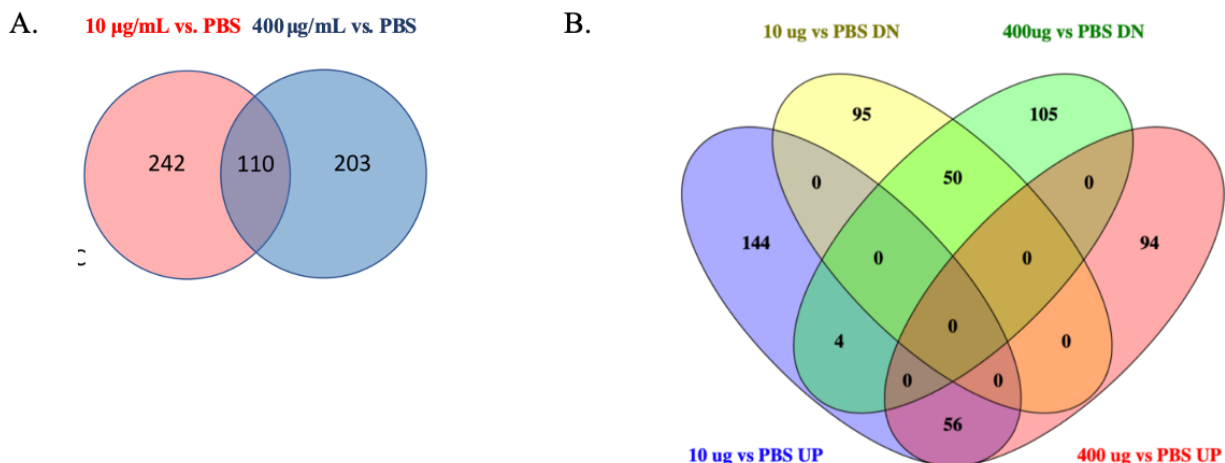 A.
10 µg/mL vs. PBS 400 µg/mL vs. PBS
242 110 203
C
B.
10 ug vs PBS DN 400ug vs PBS DN
95 105
0 50 0
144 94
0 0
0
4 0
0 0
56
10 ug vs PBS UP 400 ug vs PBS UP